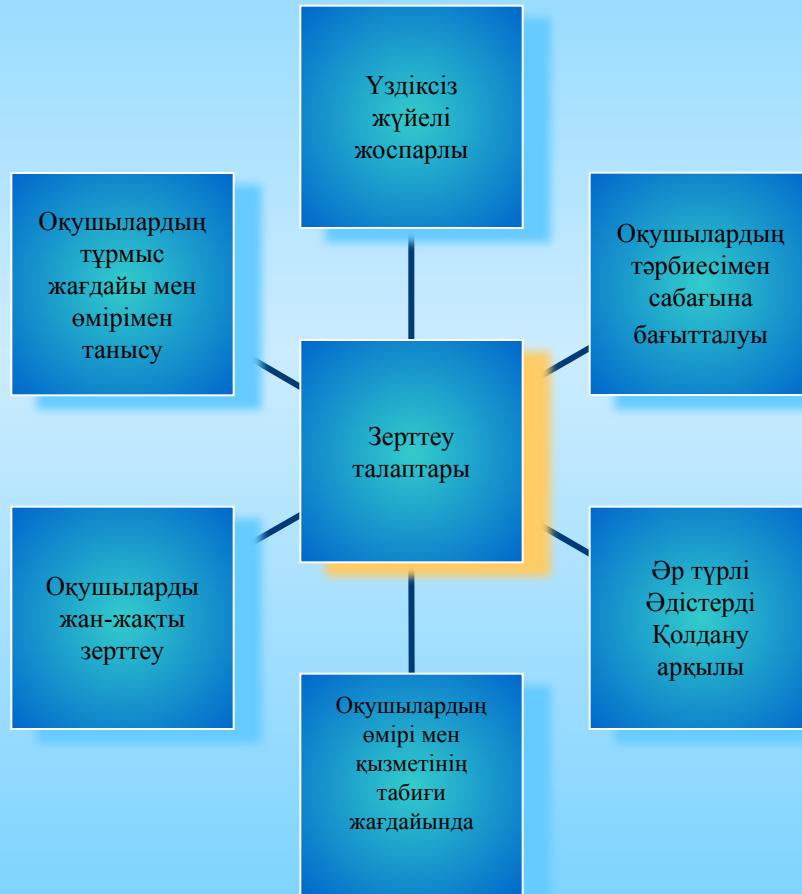 Үздіксіз
жүйелі
жоспарлы
Оқушылардың
тұрмыс
жағдайы мен
өмірімен
танысу
Оқушылардың
тәрбиесімен
сабағына
бағытталуы
Зерттеу
талаптары
Оқушыларды
жан-жақты
зерттеу
Әр түрлі
Әдістерді
Қолдану
арқылы
Оқушылардың
өмірі мен
қызметінің
табиғи
жағдайында